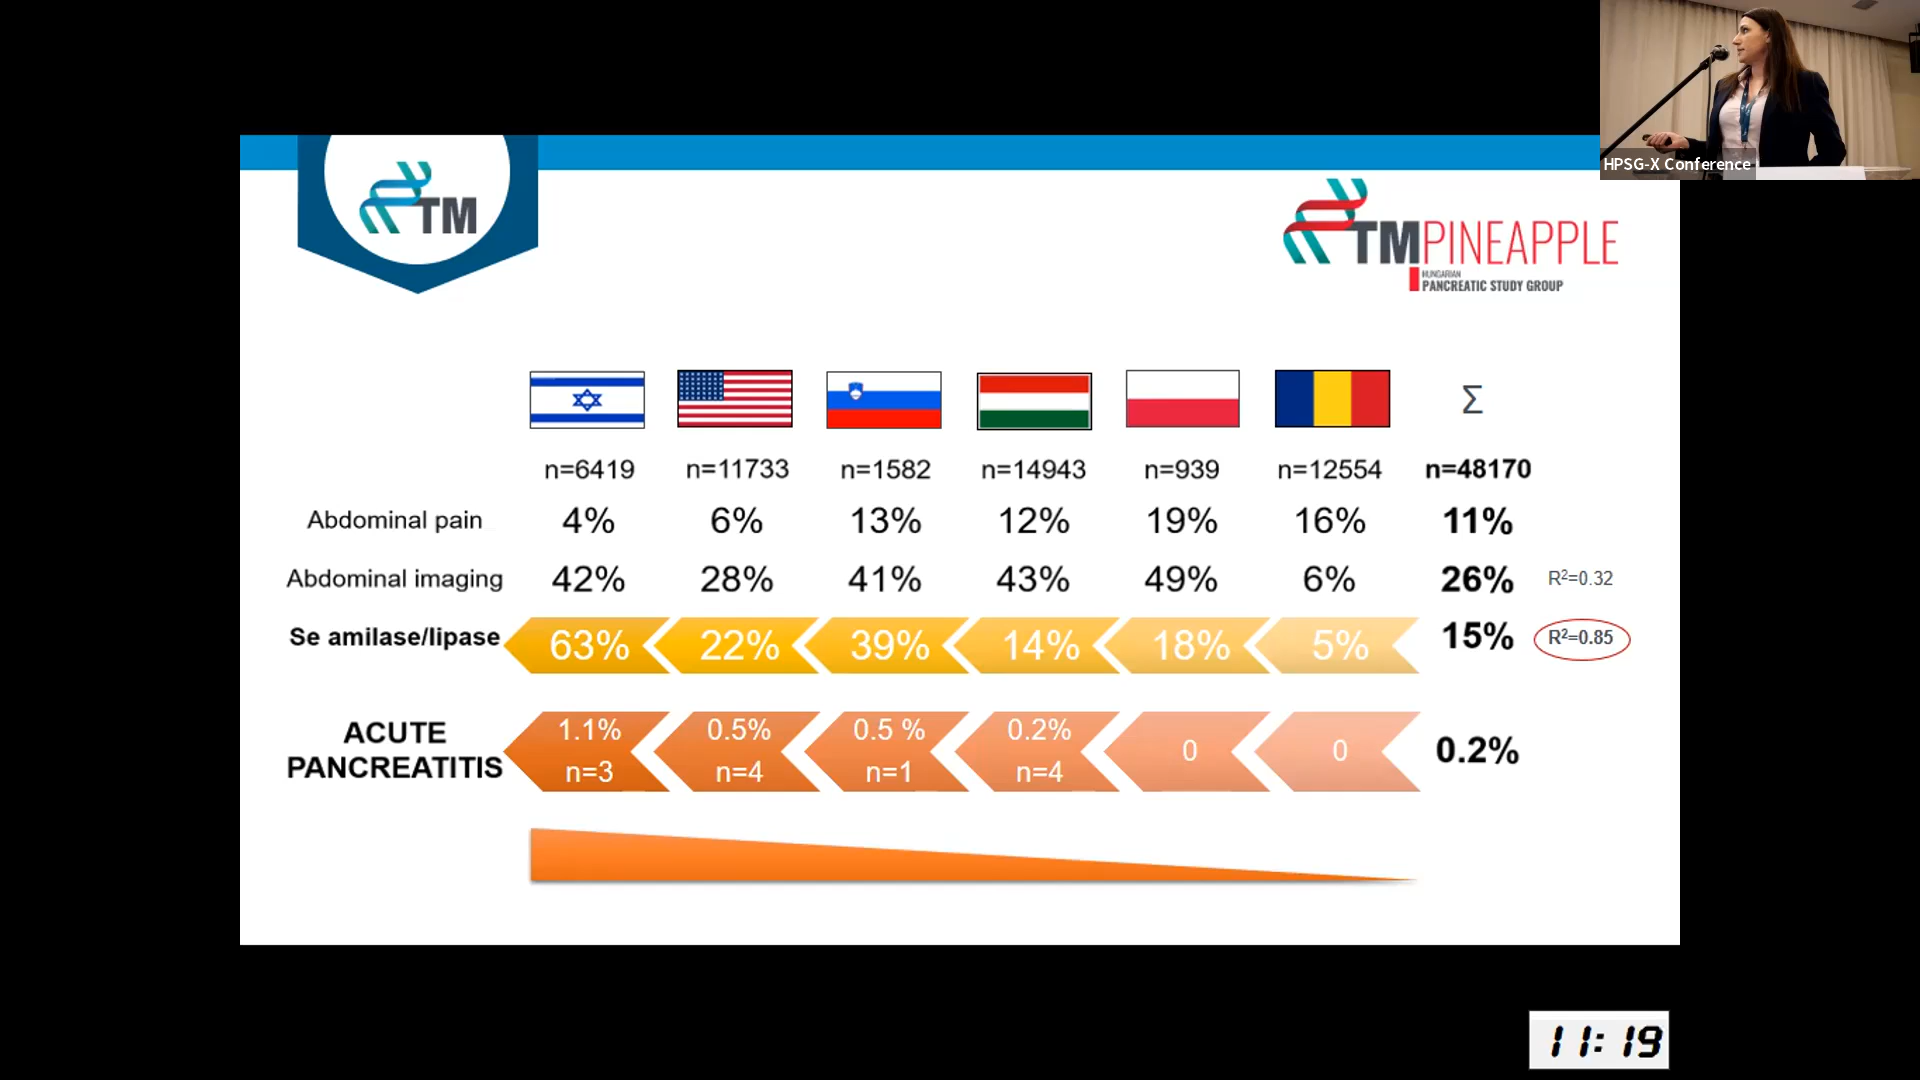 HPSG-X Conference
TM
TMPINEAPPLE
HUNGARIAN
PANCREATIC STUDY GROUP
Σ
n=6419 n=11733 n=1582 n=14943 n=939 n=12554 n=48170
Abdominal pain 4% 6% 13% 12% 19% 16% 11%
Abdominal imaging 42% 28% 41% 43% 49% 6% 26% R²=0.32
Se amilase/lipase 63% 22% 39% 14% 18% 5% 15% R²=0.85
ACUTE PANCREATITIS
1.1% 0.5% 0.5 % 0.2% 0 0 0.2%
n=3 n=4 n=1 n=4
11:19